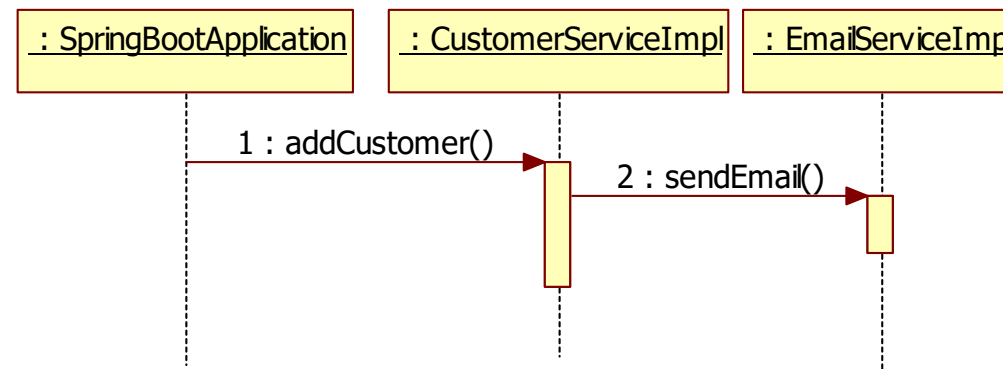 : SpringBootApplication
: CustomerServiceImpl
: EmailServiceImp
1 : addCustomer()
2 : sendEmail()